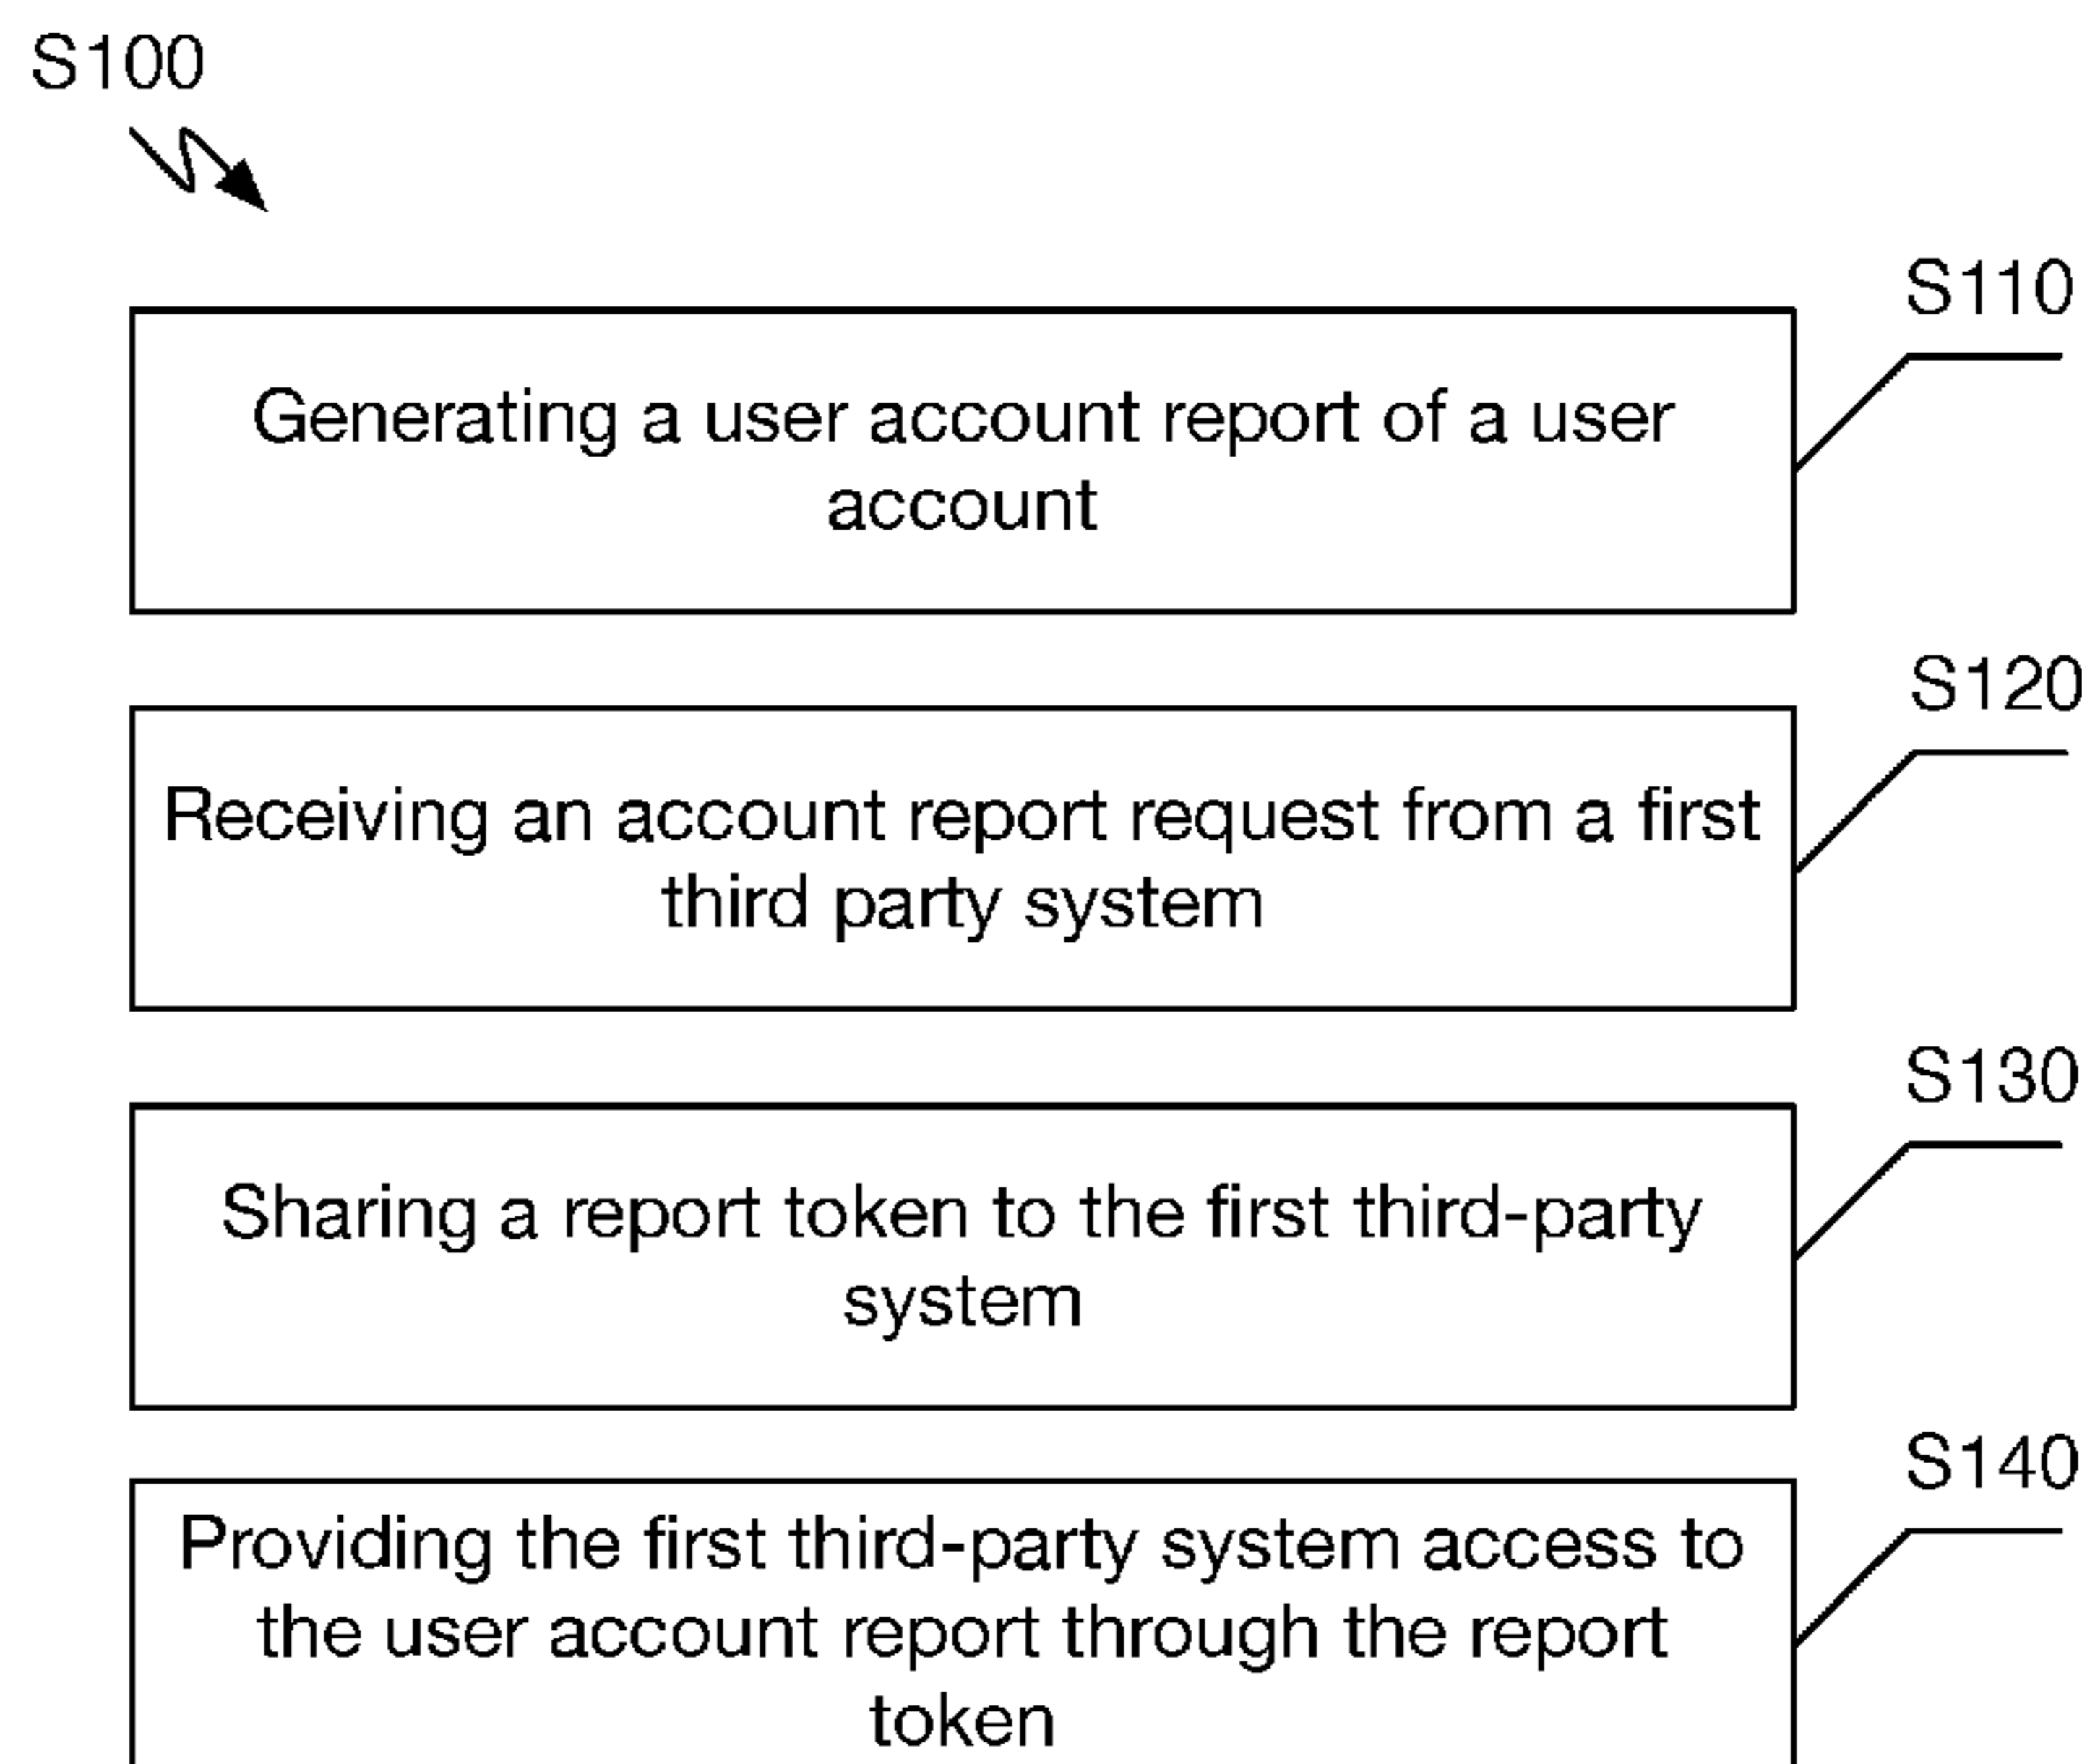 S100
S110
Generating a user account report of a user
account
S120
Receiving an account report request from a first
third party system
S130
Sharing a report token to the first third-party
system
S140
Providing the first third-party system access to
the user account report through the report
token